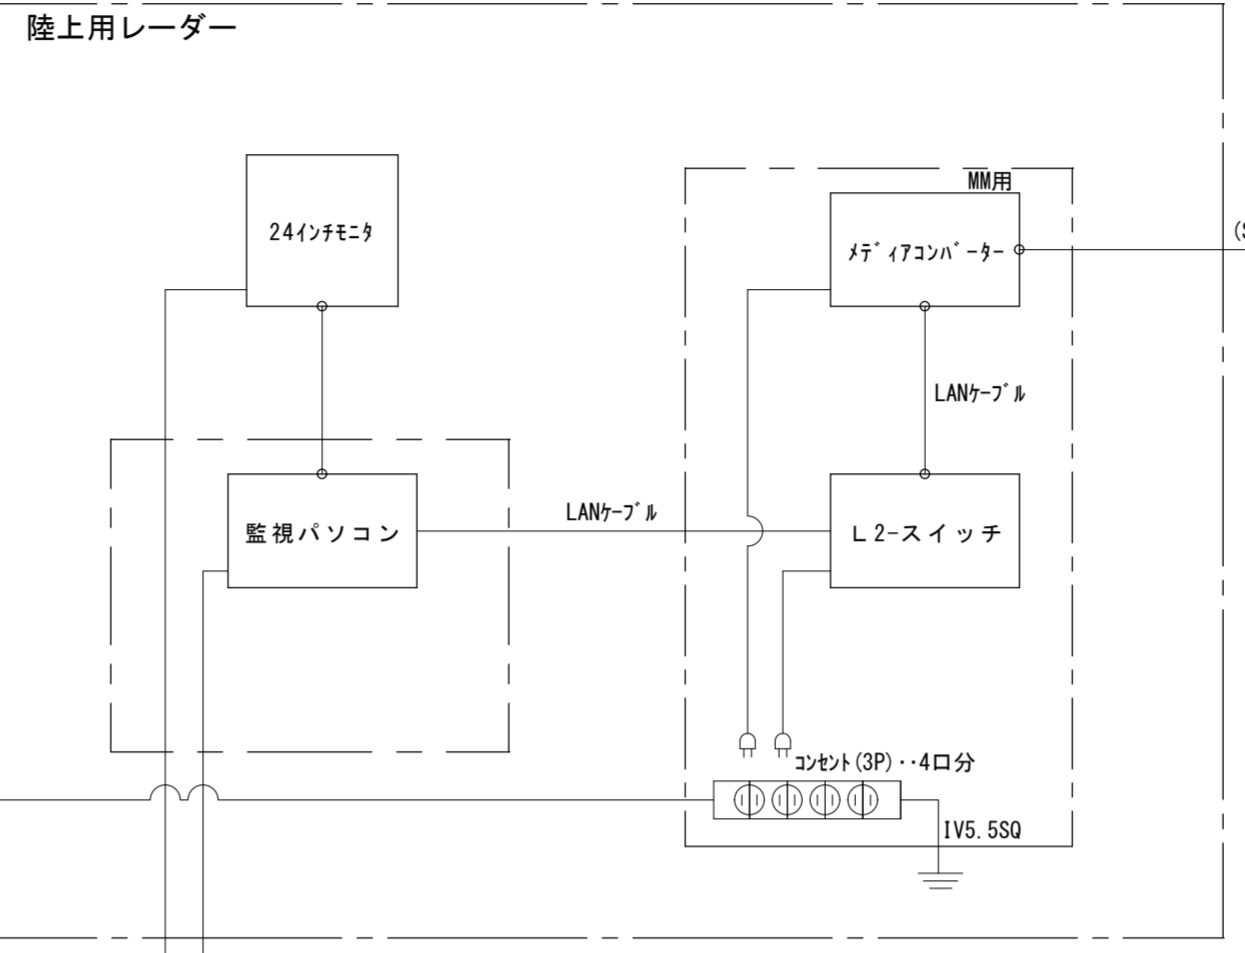 陸上用レーダー
MM用
24インチモニタ
メディアコンバーター
(S
LANケーブル
LANケーブル
監視パソコン
L2-スイッチ
コンセント(3P)‥4口分
IV5.5SQ